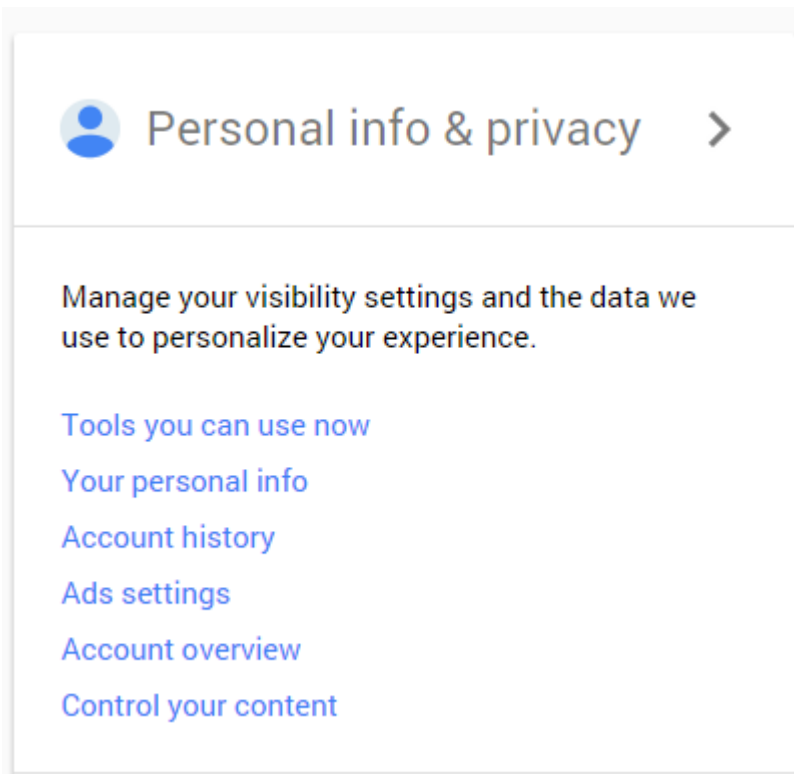 Personal info & privacy
Manage your visibility settings and the data we
use to personalize your experience.
Tools you can use now
Your personal info
Account history
Ads settings
Account overview
Control your content